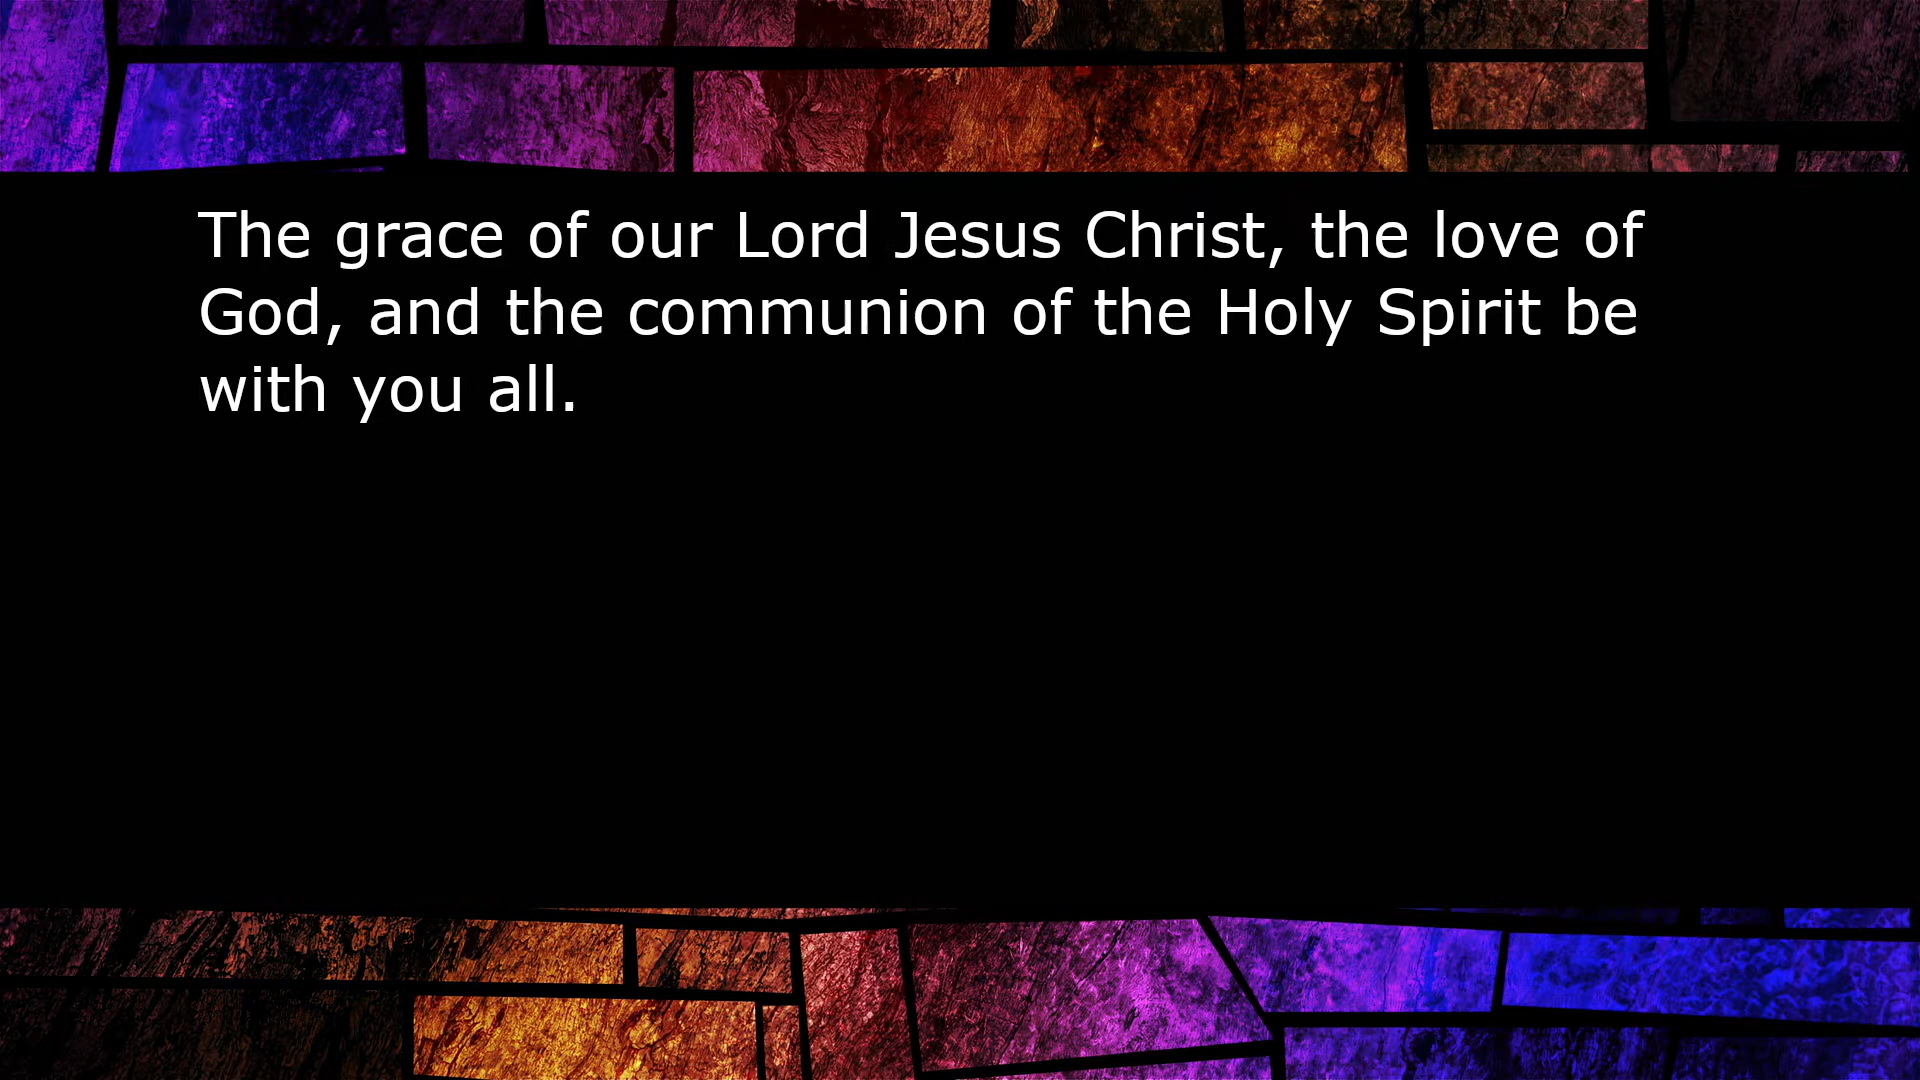 The grace of our Lord Jesus Christ, the love of
God, and the communion of the Holy Spirit be
with you all.